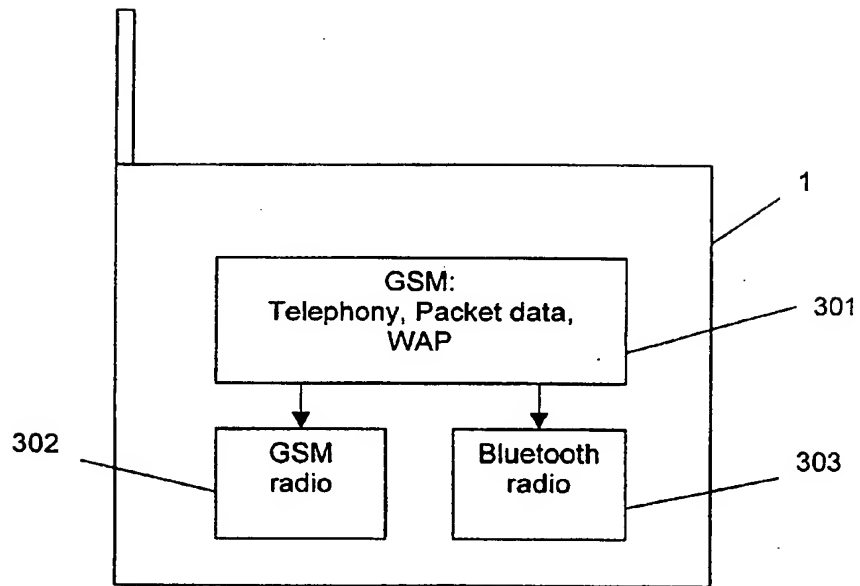 1
GSM:
Telephony, Packet data,
WAP
301
302
GSM
radio
Bluetooth
radio
303